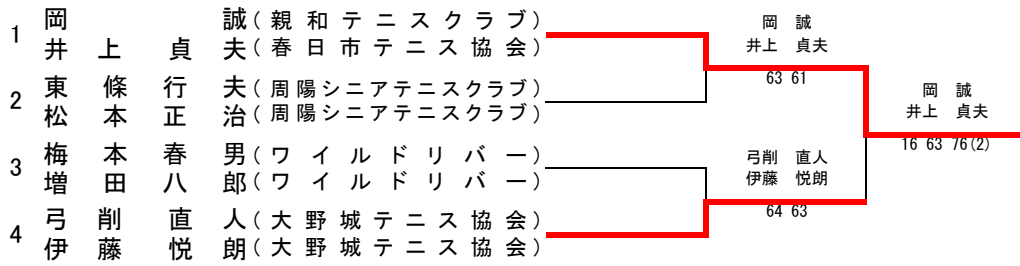 1
岡 誠(親和テニスクラブ)
井上 貞夫(春日市テニス協会)
2
東條行夫(周陽シニアテニスクラブ)
松本正治(周陽シニアテニスクラブ)
3
梅本春男(ワイルドリバー)
増田八郎(ワイルドリバー)
4
弓削 直人(大野城テニス協会)
伊藤 悦朗(大野城テニス協会)
岡 誠
井上 貞夫
63 61
弓削 直人
伊藤 悦朗
64 63
岡 誠
井上 貞夫
16 63 76(2)